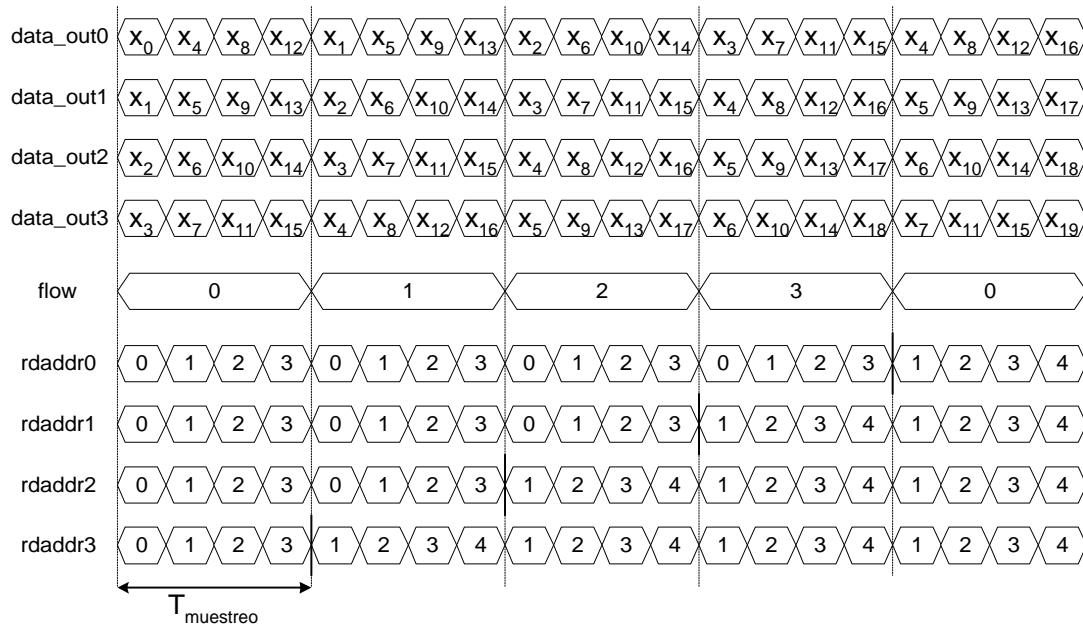 data_out0 x0 x4 x8 x12 x1 x5 x9 x13 x2 x6 x10 x14 x3 x7 x11 x15 x4 x8 x12 x16
data_out1 x1 x5 x9 x13 x2 x6 x10 x14 x3 x7 x11 x15 x4 x8 x12 x16 x5 x9 x13 x17
data_out2 x2 x6 x10 x14 x3 x7 x11 x15 x4 x8 x12 x16 x5 x9 x13 x17 x6 x10 x14 x18
data_out3 x3 x7 x11 x15 x4 x8 x12 x16 x5 x9 x13 x17 x6 x10 x14 x18 x7 x11 x15 x19
flow 0 1 2 3 0
rdaddr0 0 1 2 3 0 1 2 3 0 1 2 3 0 1 2 3 1 2 3 4
rdaddr1 0 1 2 3 0 1 2 3 0 1 2 3 1 2 3 4 1 2 3 4
rdaddr2 0 1 2 3 0 1 2 3 1 2 3 4 1 2 3 4 1 2 3 4
rdaddr3 0 1 2 3 1 2 3 4 1 2 3 4 1 2 3 4 1 2 3 4
Tmuestreo